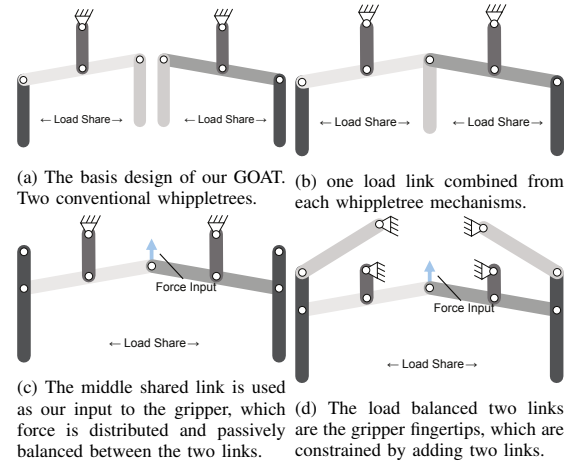 ← Load Share→
← Load Share→
(a) The basis design of our GOAT.
Two conventional whippletrees.
← Load Share→
← Load Share→
(b) one load link combined from
each whippletree mechanisms.
Force Input
← Load Share→
(c) The middle shared link is used
as our input to the gripper, which
force is distributed and passively
balanced between the two links.
Force Input
← Load Share→
(d) The load balanced two links
are the gripper fingertips, which are
constrained by adding two links.